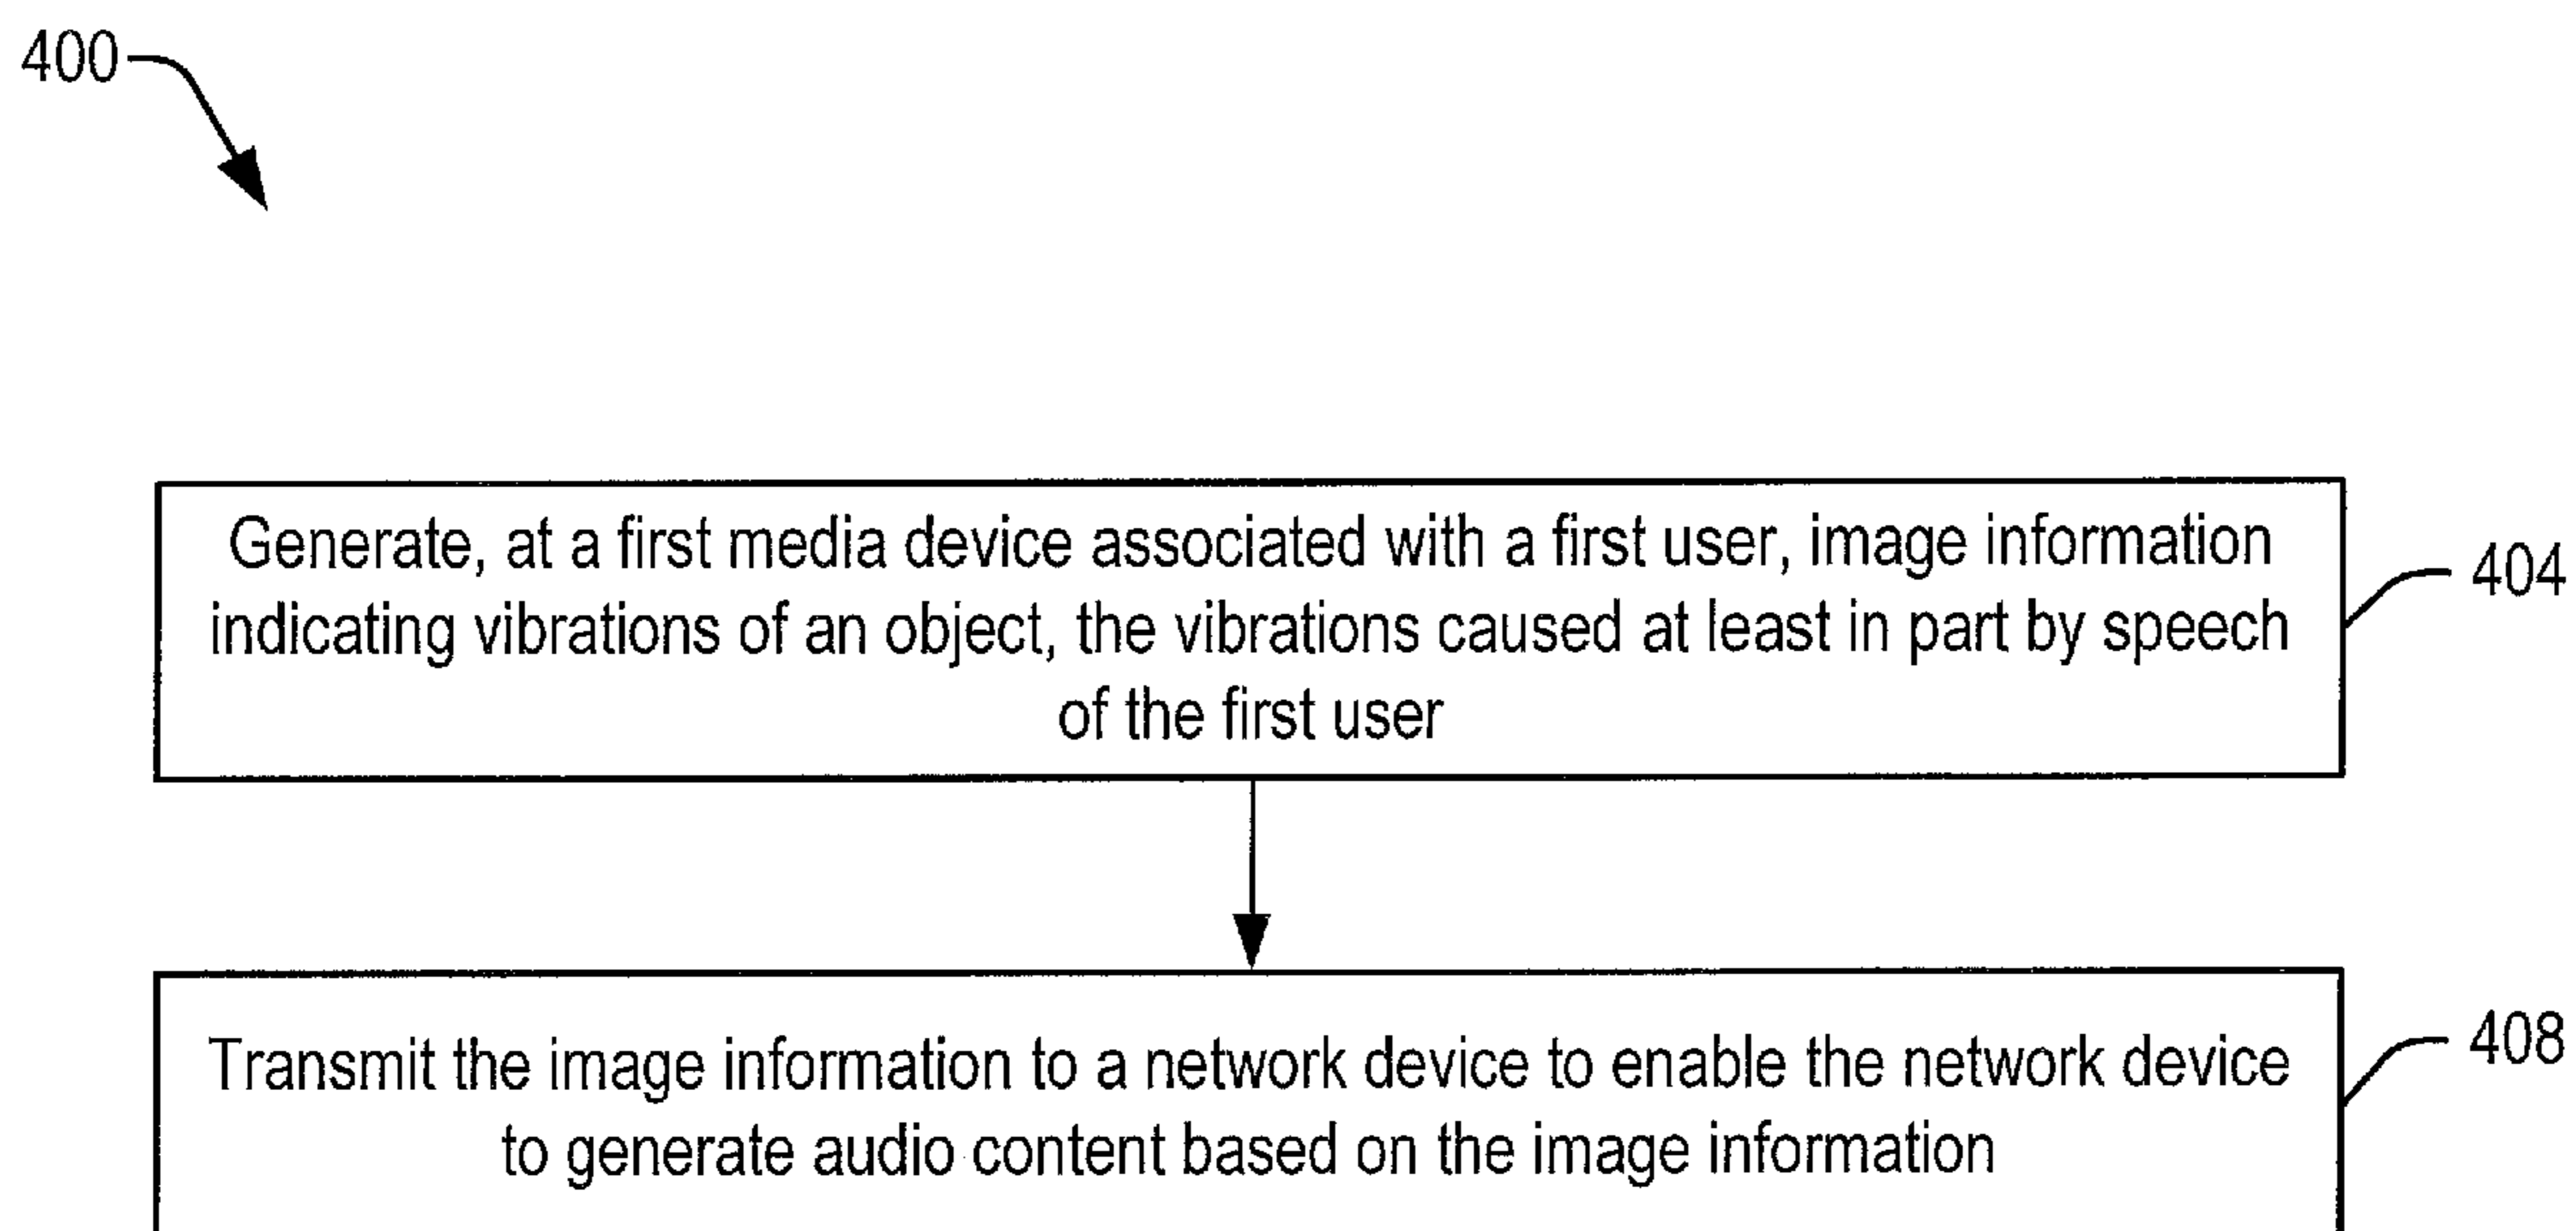 400
Generate, at a first media device associated with a first user, image information
indicating vibrations of an object, the vibrations caused at least in part by speech
of the first user
404
Transmit the image information to a network device to enable the network device
to generate audio content based on the image information
408